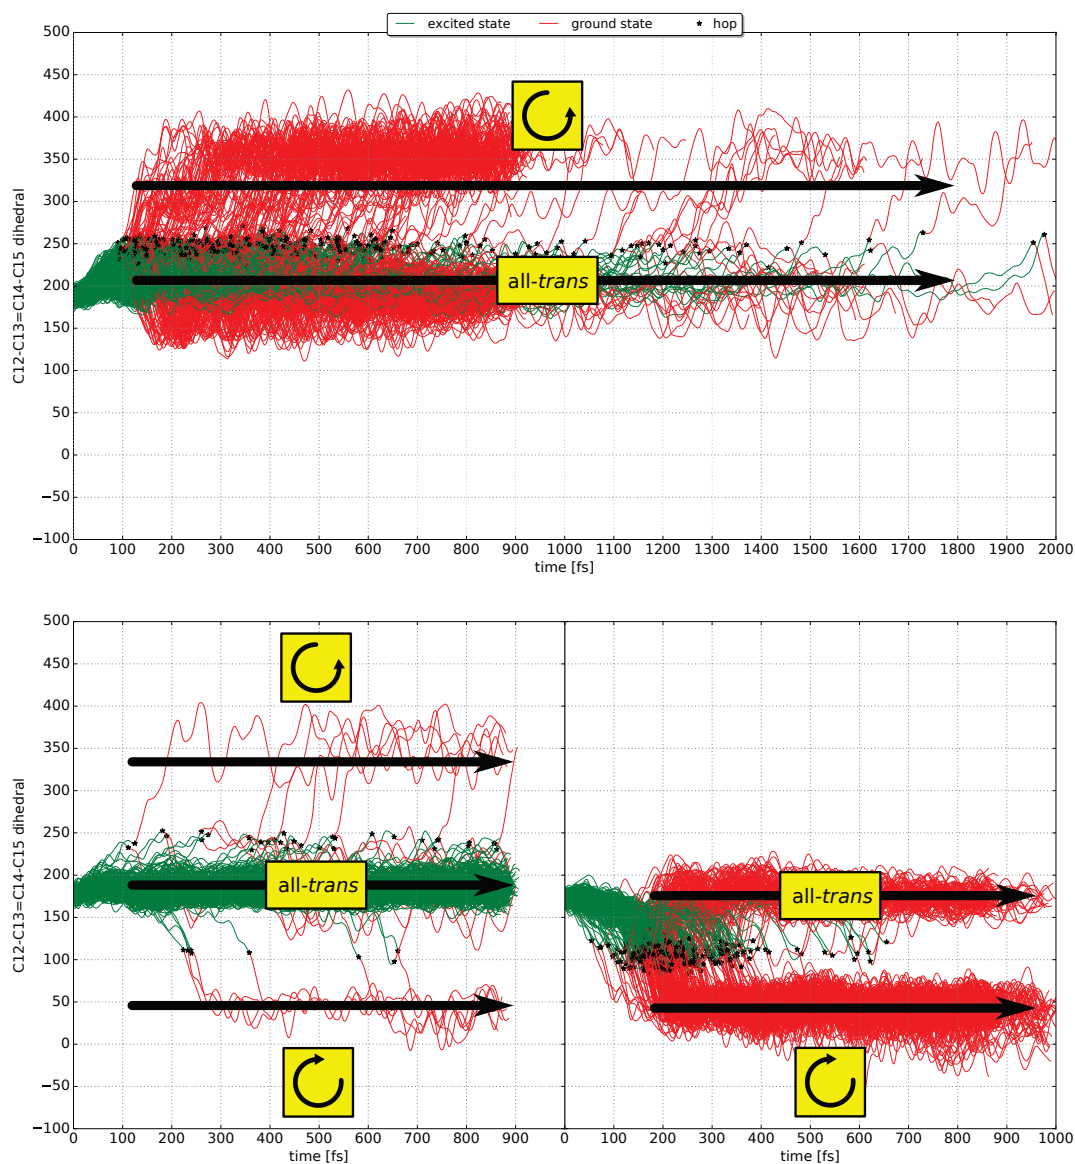 excited state ground state hop
500
450
400
350
300
250
200
150
100
50
0
−50
−100
C12-C13=C14-C15 dihedral
all-trans
0 100 200 300 400 500 600 700 800 900 1000 1100 1200 1300 1400 1500 1600 1700 1800 1900 2000
time [fs]
500
450
400
350
300
250
200
150
100
50
0
−50
−100
C12-C13=C14-C15 dihedral
all-trans
all-trans
0 100 200 300 400 500 600 700 800 900 0 100 200 300 400 500 600 700 800 900 1000
time [fs] time [fs]